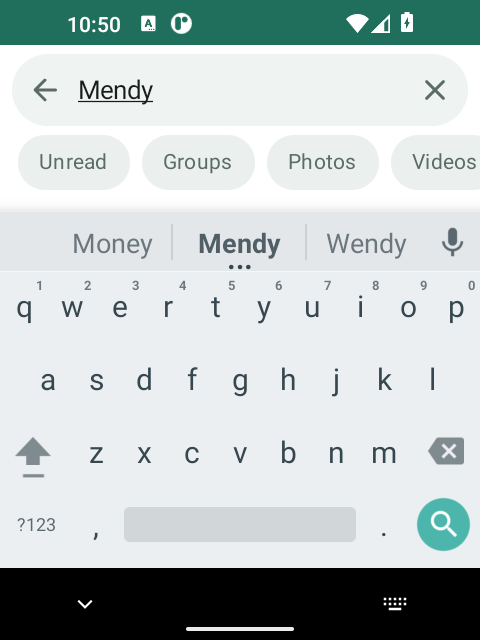 10:50
Mendy
Unread Groups Photos Videos
Money Mendy Wendy
1 2 3 4 5 6 7 8 9 0
q w e r t y u i o p
a s d f g h j k l
z x c v b n m
?123 , .